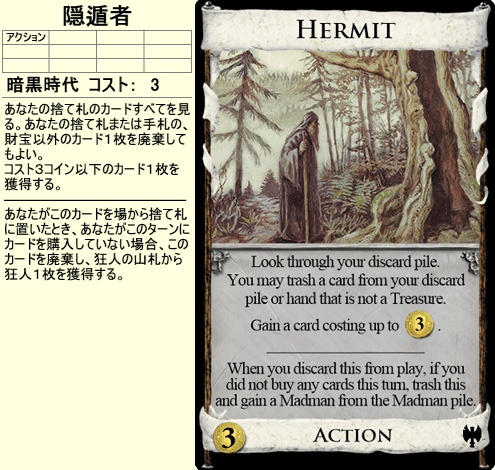 隠遁者
アクション
暗黒時代 コスト: 3
あなたの捨て札のカードすべてを見
る。あなたの捨て札または手札の、
財宝以外のカード1枚を廃棄して
もよい。
コスト3コイン以下のカード1枚を
獲得する。
あなたがこのカードを場から捨て札
に置いたとき、あなたがこのターンに
カードを購入していない場合、この
カードを廃棄し、狂人の山札から
狂人1枚を獲得する。
HERMIT
Look through your discard pile.
You may trash a card from your discard
pile or hand that is not a Treasure.
Gain a card costing up to 3.
When you discard this from play, if you
did not buy any cards this turn, trash this
and gain a Madman from the Madman pile.
3 ACTION